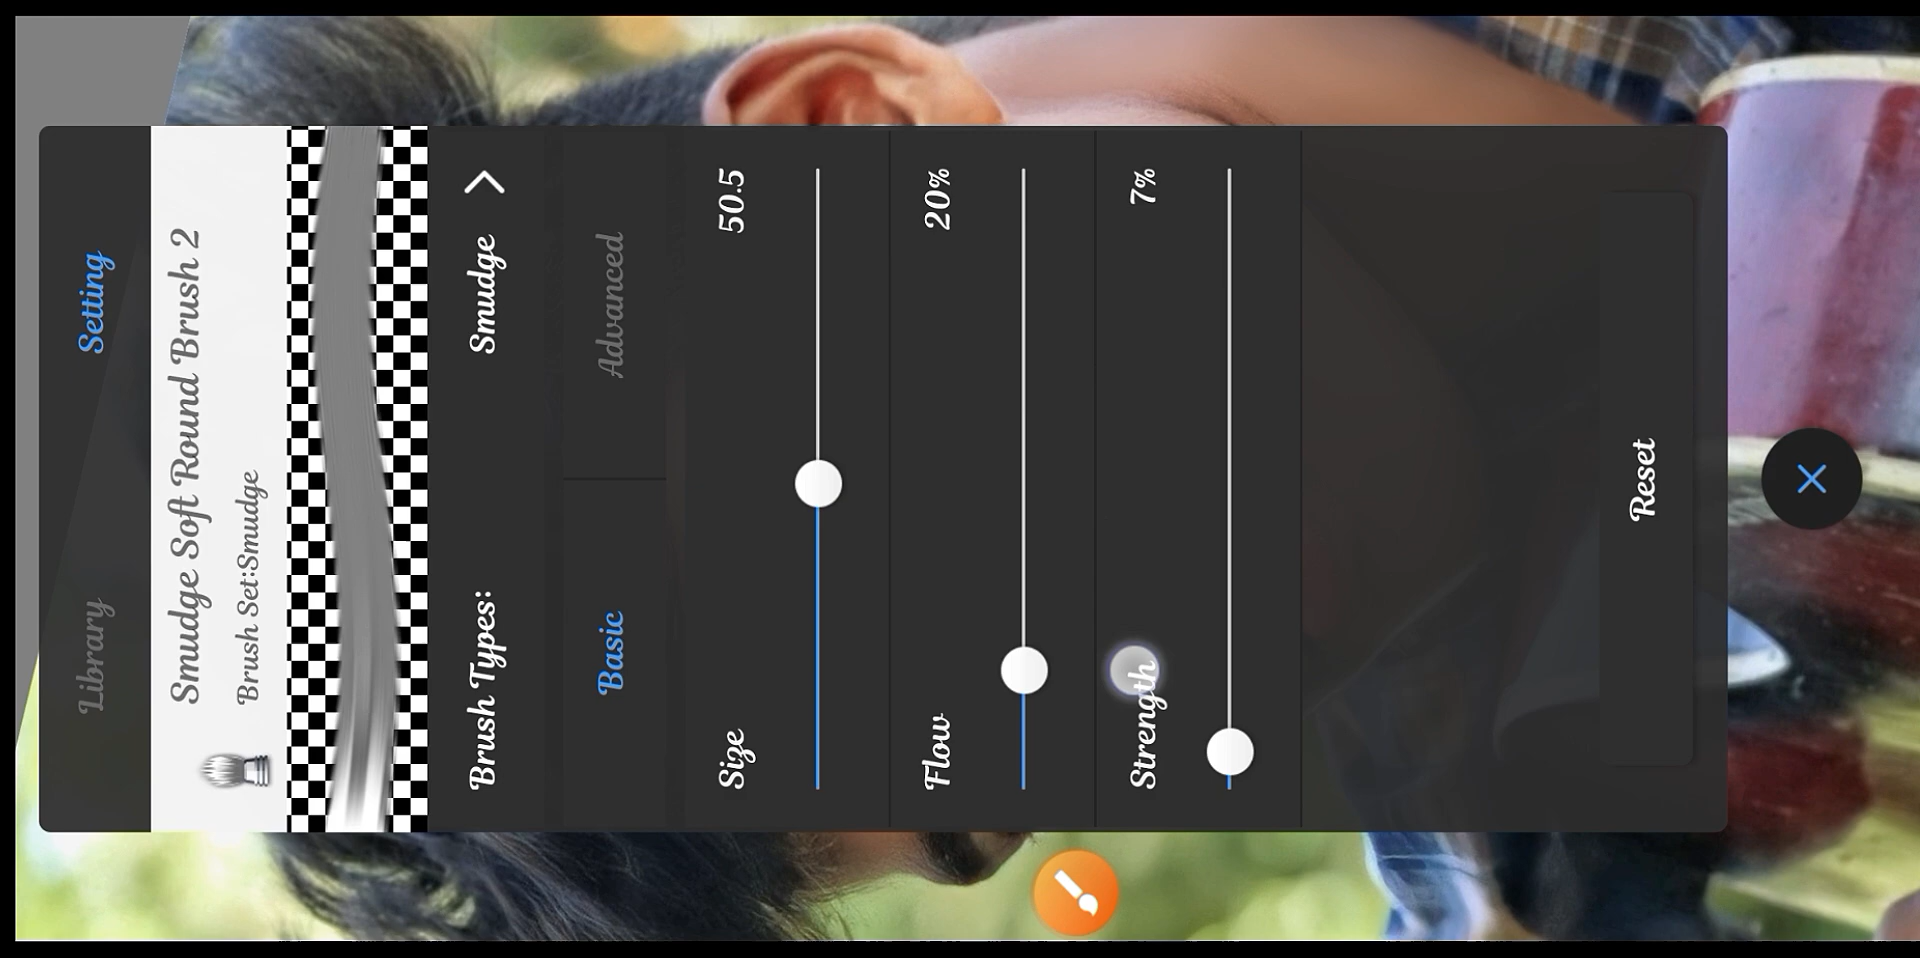 Library Setting
Smudge Soft Round Brush 2
Brush Set:Smudge
Brush Types: Smudge
Basic Advanced
Size 50.5
Flow 20%
Strength 7%
Reset